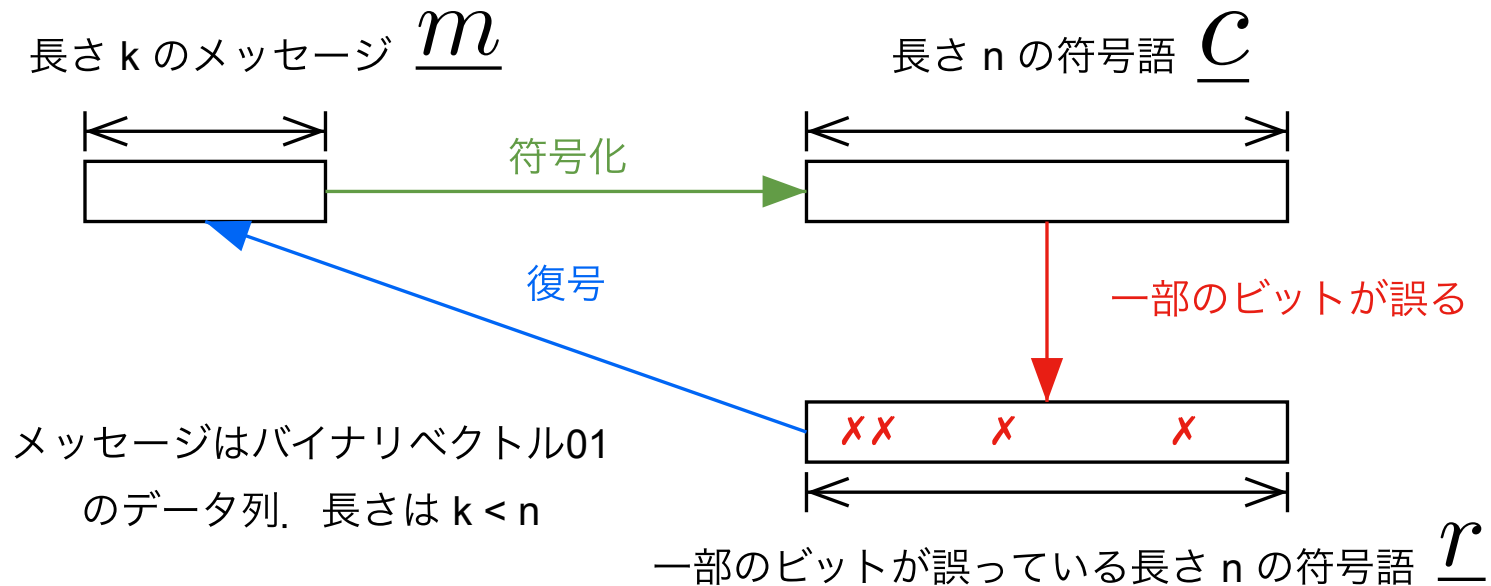 長さ k のメッセージ m
長さ n の符号語 c
符号化
復号
一部のビットが誤る
✗✗ ✗ ✗
メッセージはバイナリベクトル01
のデータ列．長さは k < n
一部のビットが誤っている長さ n の符号語 r